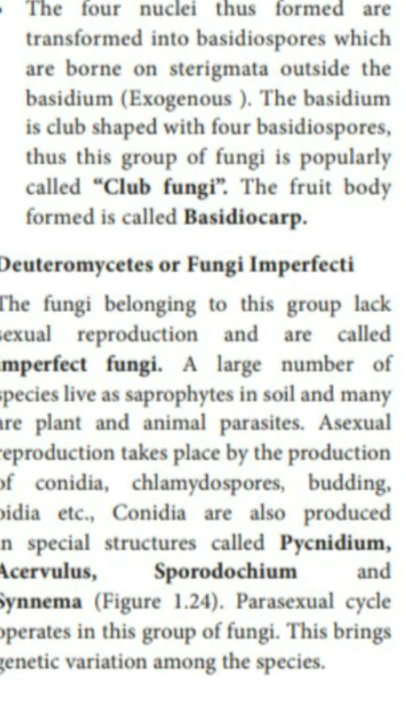 The four nuclei thus formed are
transformed into basidiospores which
are borne on sterigmata outside the
basidium (Exogenous ). The basidium
is club shaped with four basidiospores,
thus this group of fungi is popularly
called “Club fungi”. The fruit body
formed is called Basidiocarp.
Deuteromycetes or Fungi Imperfecti
The fungi belonging to this group lack
sexual reproduction and are called
imperfect fungi. A large number of
species live as saprophytes in soil and many
are plant and animal parasites. Asexual
reproduction takes place by the production
of conidia, chlamydospores, budding,
oidia etc., Conidia are also produced
in special structures called Pycnidium,
Acervulus, Sporodochium and
Synnema (Figure 1.24). Parasexual cycle
operates in this group of fungi. This brings
genetic variation among the species.